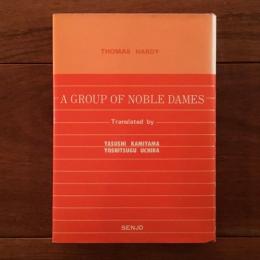 THOMAS HARDY
A GROUP OF NOBLE DAMES
Translated by
YASUSHI KAMIYAMA
YOSHITSUGU UCHIDA
SENJO